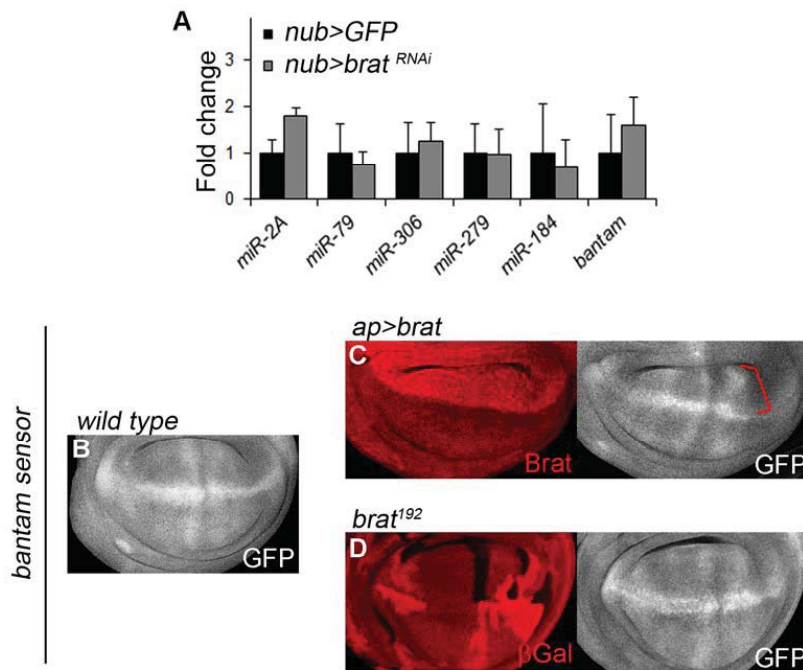 A
nub>GFP
nub>brat RNAi
Fold change
3
2
1
0
miR-2A
miR-79
miR-306
miR-279
miR-184
bantam
bantam sensor
wild type
B
GFP
ap>brat
C
Brat
GFP
brat¹⁹²
D
βGal
GFP